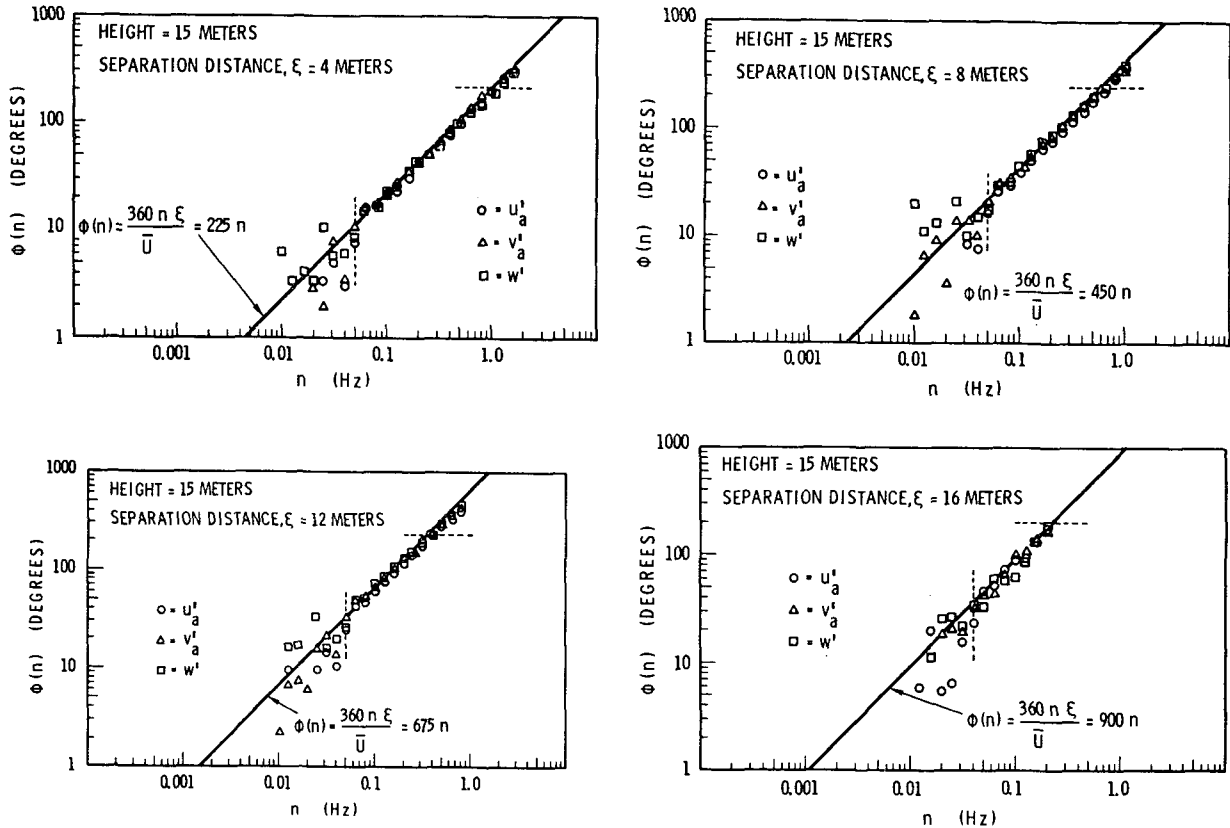 1000
100
10
1
Φ(n) (DEGREES)
HEIGHT = 15 METERS
SEPARATION DISTANCE, ξ = 4 METERS
Φ(n) = 360 n ξ / U̅ = 225 n
○ = u'a
△ = v'a
□ = w'
0.001 0.01 0.1 1.0
n (Hz)
1000
100
10
1
Φ(n) (DEGREES)
HEIGHT = 15 METERS
SEPARATION DISTANCE, ξ = 8 METERS
○ = u'a
△ = v'a
□ = w'
Φ(n) = 360 n ξ / U̅ = 450 n
0.001 0.01 0.1 1.0
n (Hz)
1000
100
10
1
Φ(n) (DEGREES)
HEIGHT = 15 METERS
SEPARATION DISTANCE, ξ = 12 METERS
○ = u'a
△ = v'a
□ = w'
Φ(n) = 360 n ξ / U̅ = 675 n
0.001 0.01 0.1 1.0
n (Hz)
1000
100
10
1
Φ(n) (DEGREES)
HEIGHT = 15 METERS
SEPARATION DISTANCE, ξ = 16 METERS
○ = u'a
△ = v'a
□ = w'
Φ(n) = 360 n ξ / U̅ = 900 n
0.001 0.01 0.1 1.0
n (Hz)